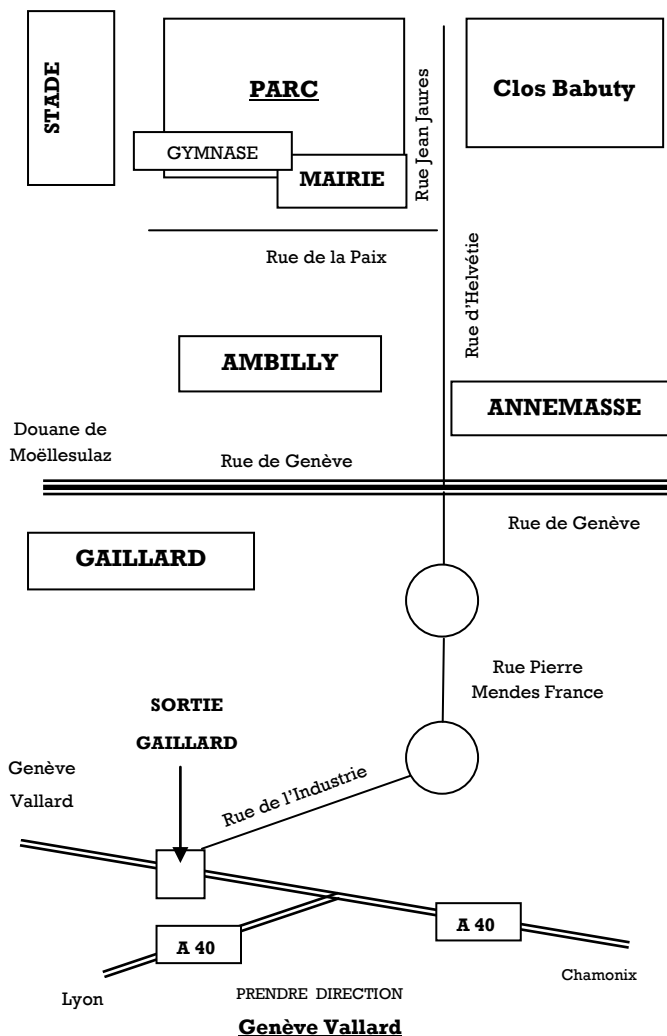 STADE
PARC
Clos Babuty
GYMNASE
MAIRIE
Rue Jean Jaures
Rue de la Paix
Rue d'Helvétie
AMBILLY
ANNEMASSE
Douane de
Moëllesulaz
Rue de Genève
Rue de Genève
GAILLARD
Rue Pierre
Mendes France
SORTIE
GAILLARD
Genève
Vallard
Rue de l'Industrie
A 40
A 40
Chamonix
Lyon
PRENDRE DIRECTION
Genève Vallard